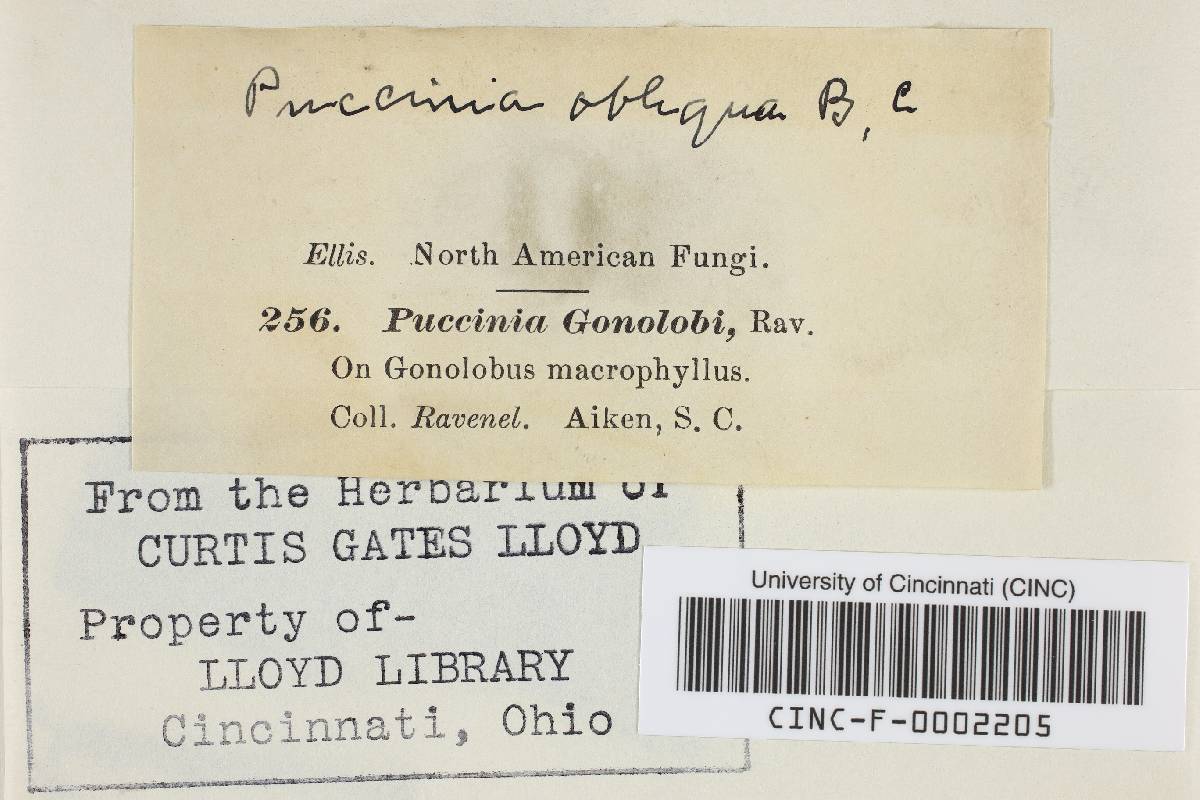 Puccinia obliqua B, C
Ellis. North American Fungi.
256. Puccinia Gonolobi, Rav.
On Gonolobus macrophyllus.
Coll. Ravenel. Aiken, S. C.
From the Herbarium of
CURTIS GATES LLOYD
Property of-
LLOYD LIBRARY
Cincinnati, Ohio
University of Cincinnati (CINC)
CINC-F-0002205